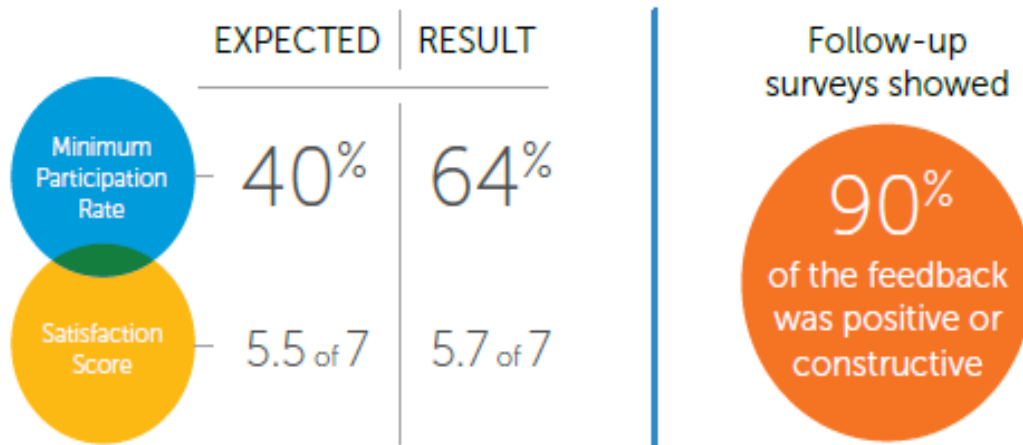 EXPECTED RESULT
Minimum
Participation
Rate
40% 64%
Satisfaction
Score
5.5 of 7 5.7 of 7
Follow-up
surveys showed
90%
of the feedback
was positive or
constructive